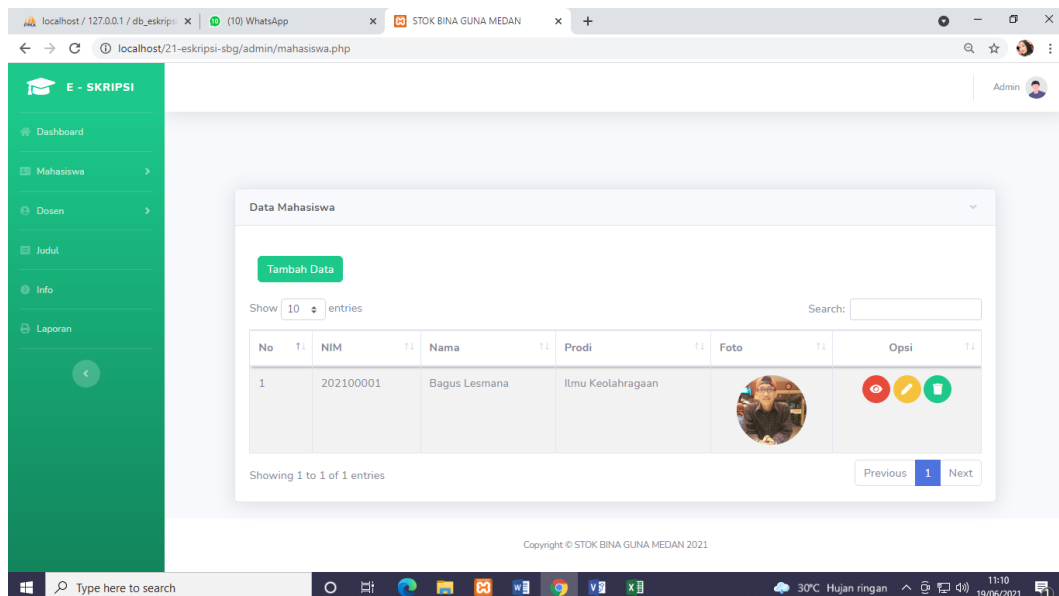 localhost / 127.0.0.1 / db_eskrips
(10) WhatsApp
STOK BINA GUNA MEDAN
localhost/21-eskripsi-sbg/admin/mahasiswa.php
E - SKRIPSI
Admin
Dashboard
Mahasiswa
Dosen
Judul
Info
Laporan
Data Mahasiswa
Tambah Data
Show 10 entries
Search:
No NIM Nama Prodi Foto Opsi
1 202100001 Bagus Lesmana Ilmu Keolahragaan
Showing 1 to 1 of 1 entries
Previous 1 Next
Copyright © STOK BINA GUNA MEDAN 2021
Type here to search
30°C Hujan ringan
11:10
19/06/2021